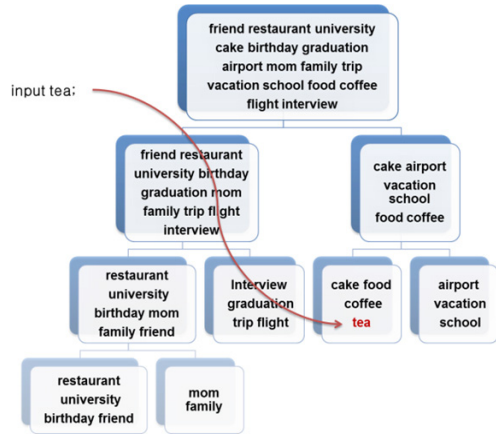 friend restaurant university
cake birthday graduation
airport mom family trip
vacation school food coffee
flight interview
input tea:
friend restaurant
university birthday
graduation mom
family trip flight
interview
cake airport
vacation
school
food coffee
restaurant
university
birthday mom
family friend
Interview
graduation
trip flight
cake food
coffee
tea
airport
vacation
school
restaurant
university
birthday friend
mom
family